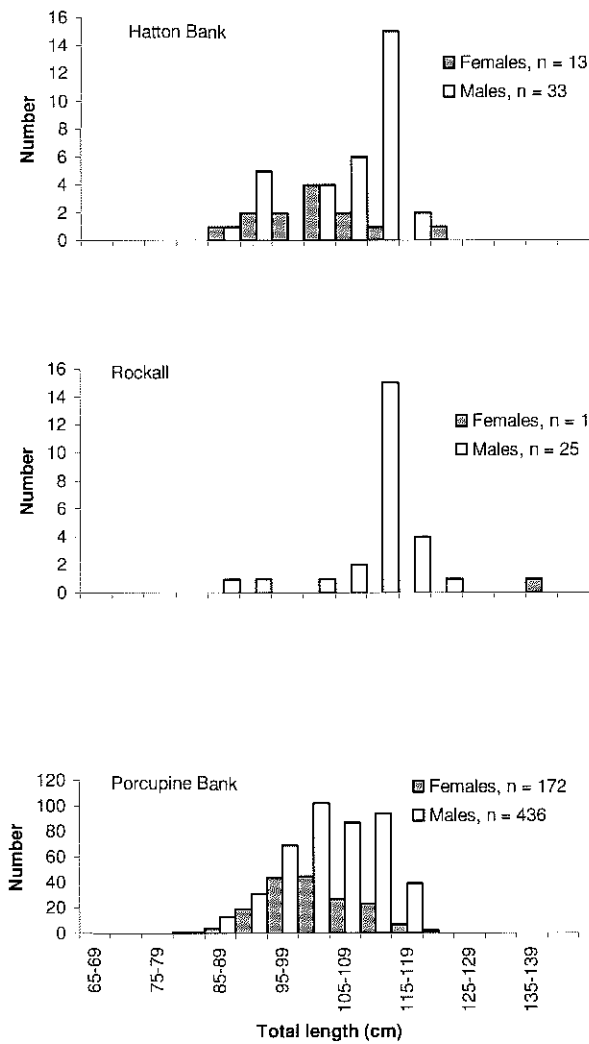 Hatton Bank
Females, n = 13
Males, n = 33
Number
16
14
12
10
8
6
4
2
0
Rockall
Females, n = 1
Males, n = 25
Number
16
14
12
10
8
6
4
2
0
Porcupine Bank
Females, n = 172
Males, n = 436
Number
120
100
80
60
40
20
0
65-69
75-79
85-89
95-99
105-109
115-119
125-129
135-139
Total length (cm)